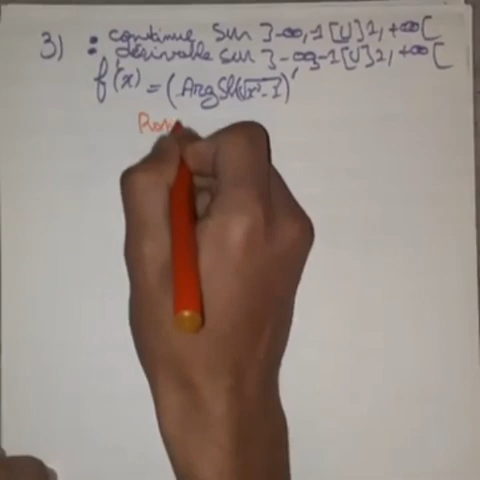 3) : continue sur ]-∞,1[U]1,+∞[
: dérivable sur ]-∞,-1[U]1,+∞[
f'(x) = (ArgSh(√x²-1))'